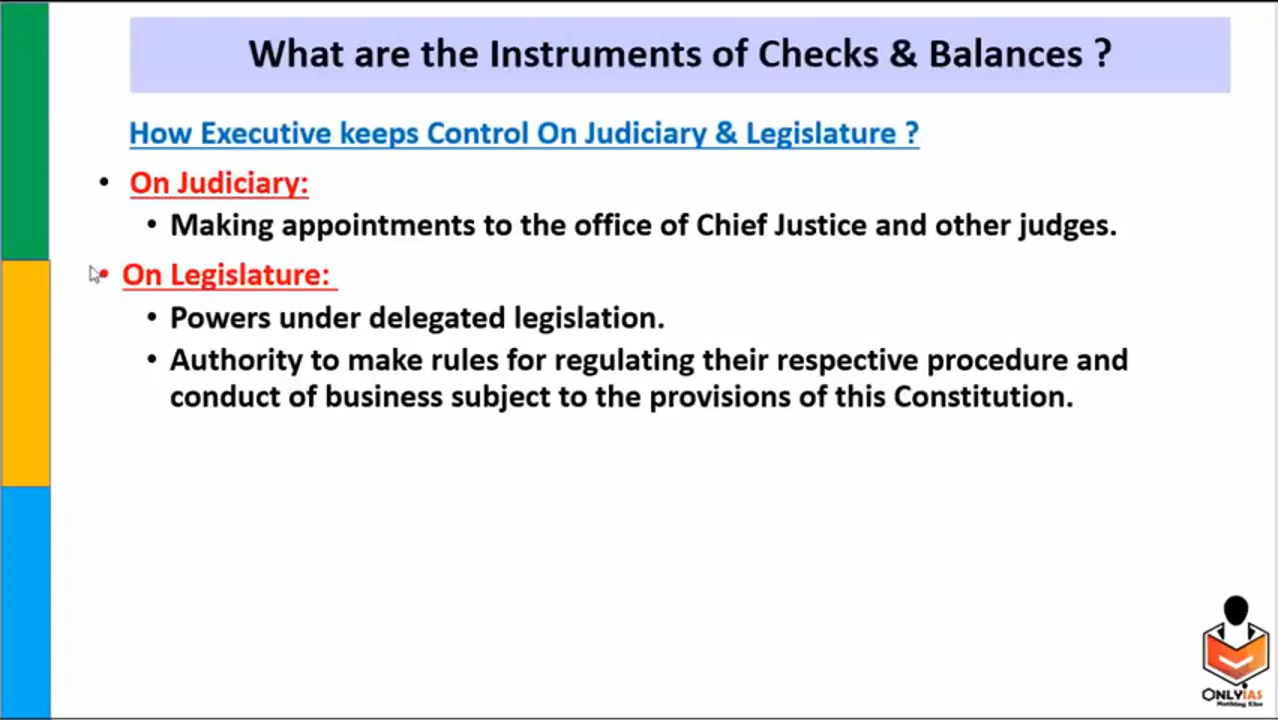 What are the Instruments of Checks & Balances ?
How Executive keeps Control On Judiciary & Legislature ?
• On Judiciary:
• Making appointments to the office of Chief Justice and other judges.
• On Legislature:
• Powers under delegated legislation.
• Authority to make rules for regulating their respective procedure and
conduct of business subject to the provisions of this Constitution.
ONLYIAS
Nothing Else